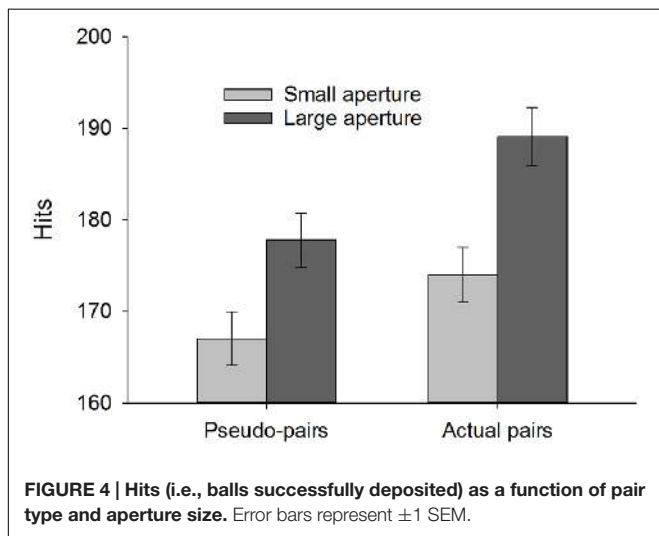 200
190
180
170
160
Hits
Small aperture
Large aperture
Pseudo-pairs
Actual pairs
FIGURE 4 | Hits (i.e., balls successfully deposited) as a function of pair
type and aperture size. Error bars represent ±1 SEM.